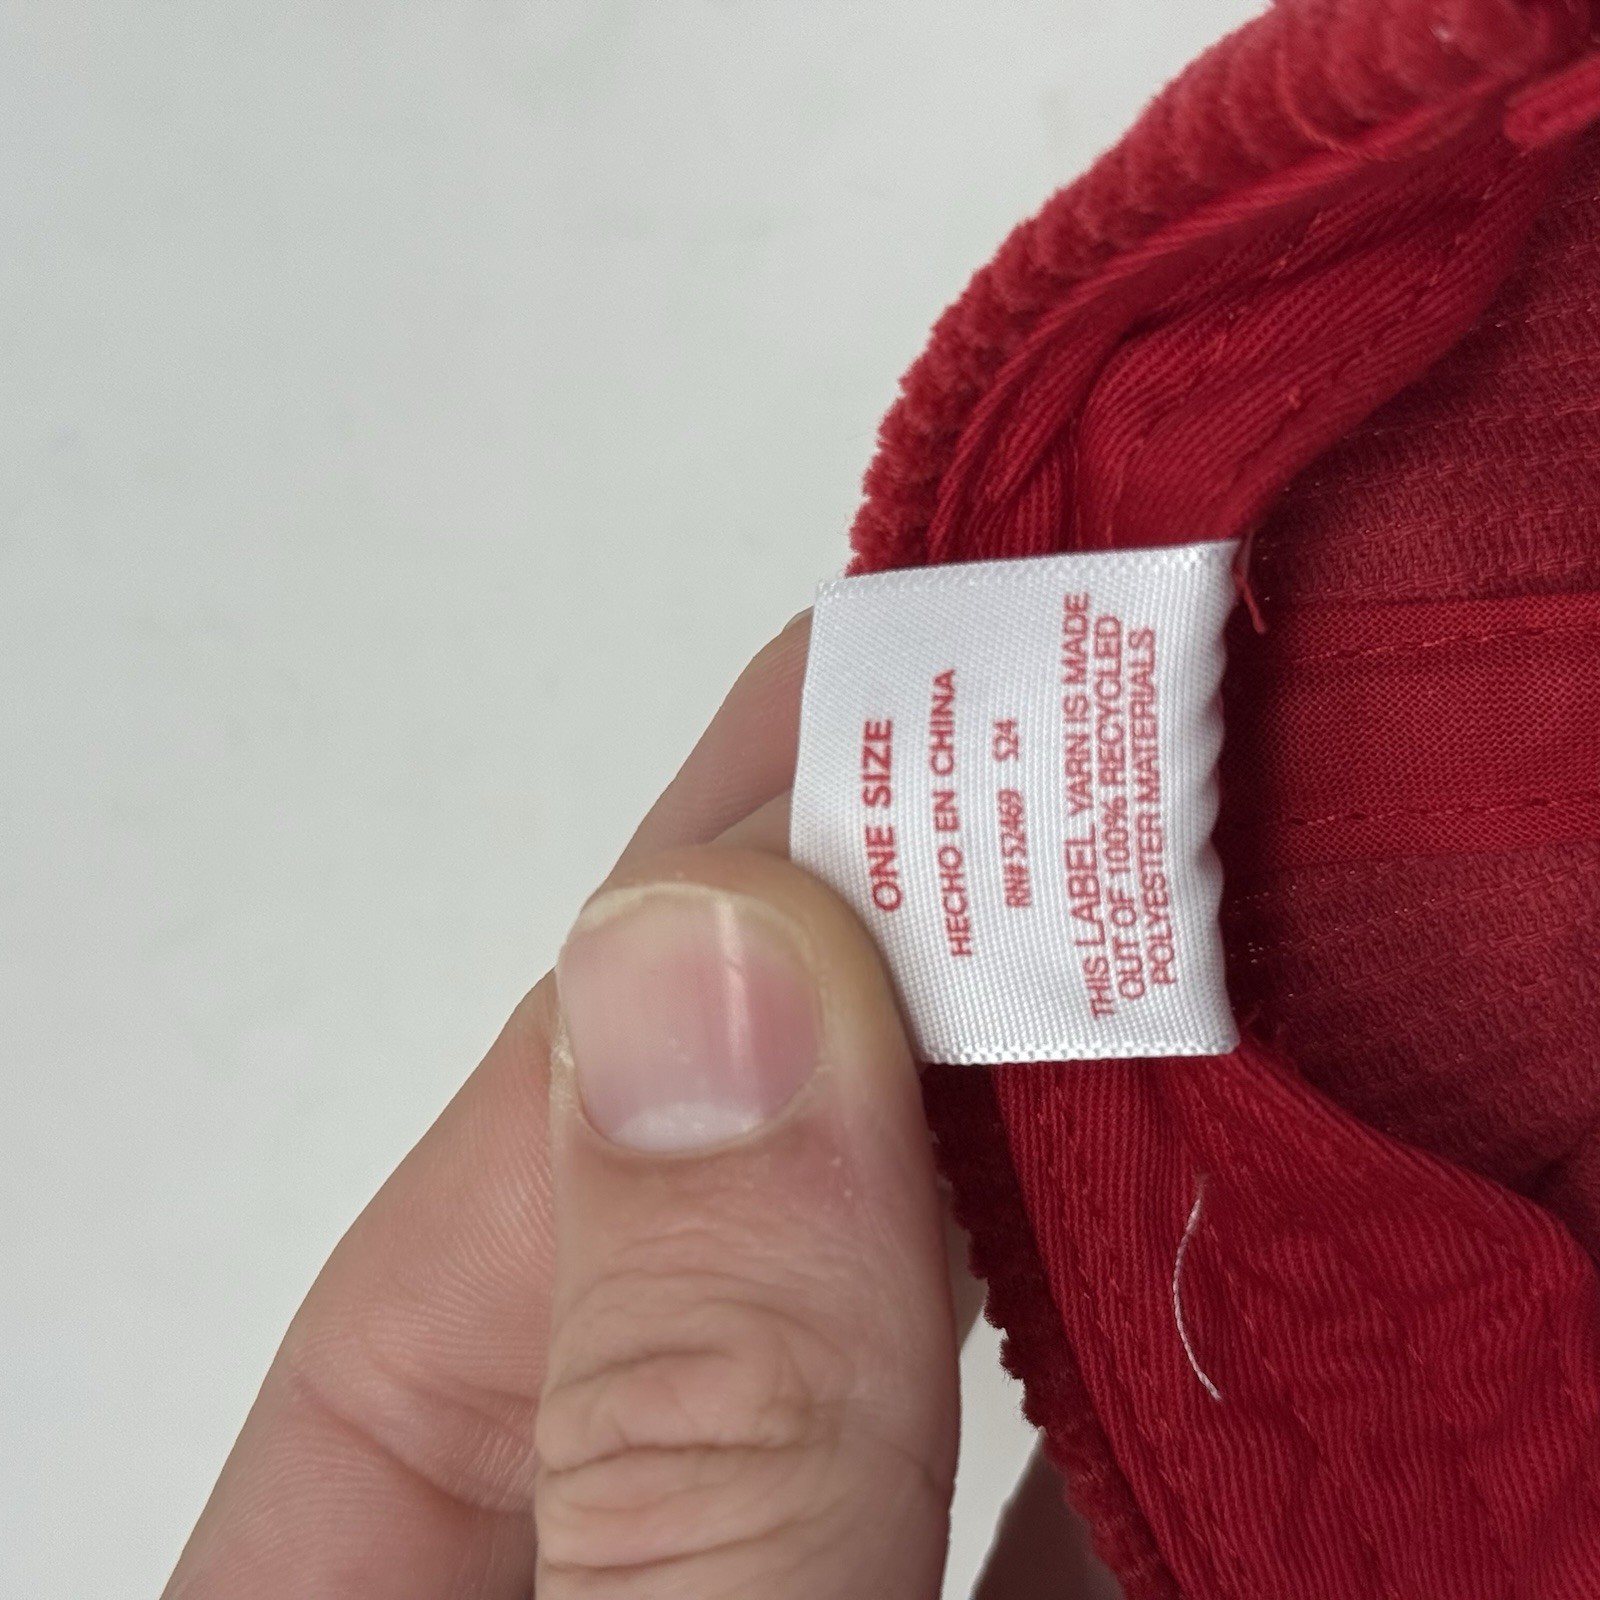 ONE SIZE
HECHO EN CHINA
RN# 52469 S24
THIS LABEL YARN IS MADE
OUT OF 100% RECYCLED
POLYESTER MATERIALS